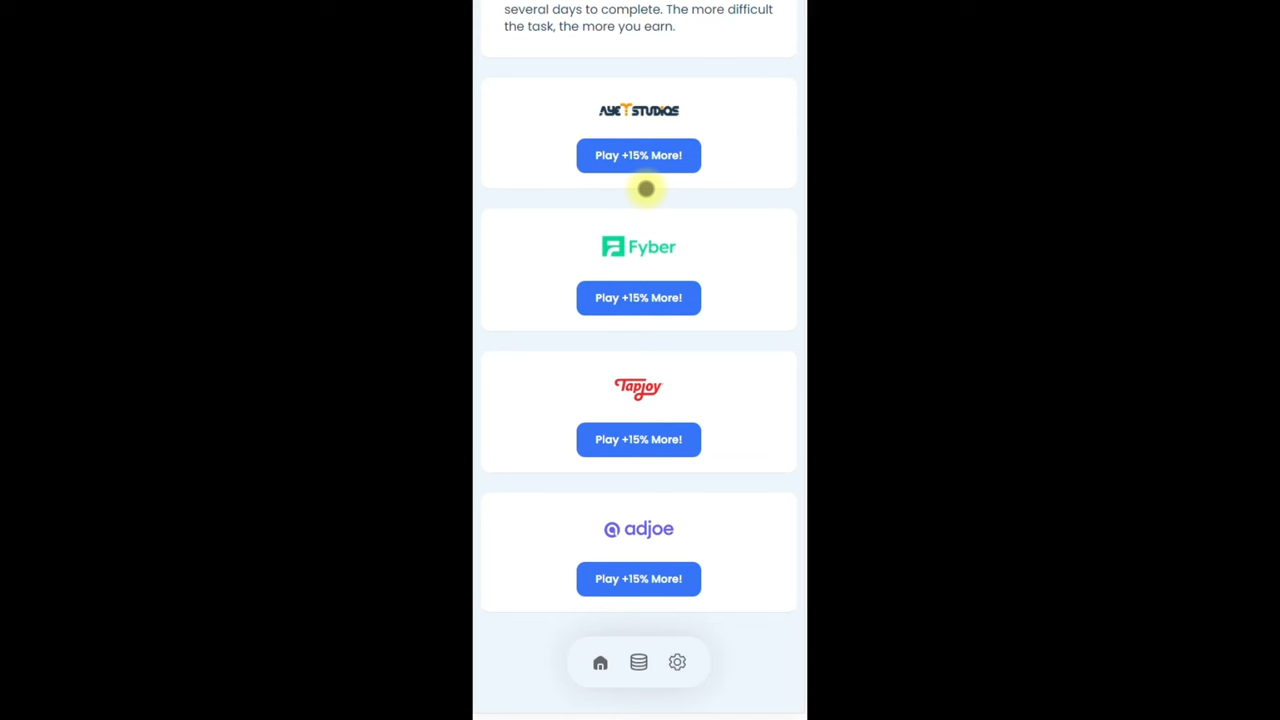 several days to complete. The more difficult
the task, the more you earn.
AYET STUDIOS
Play +15% More!
Fyber
Play +15% More!
Tapjoy
Play +15% More!
adjoe
Play +15% More!